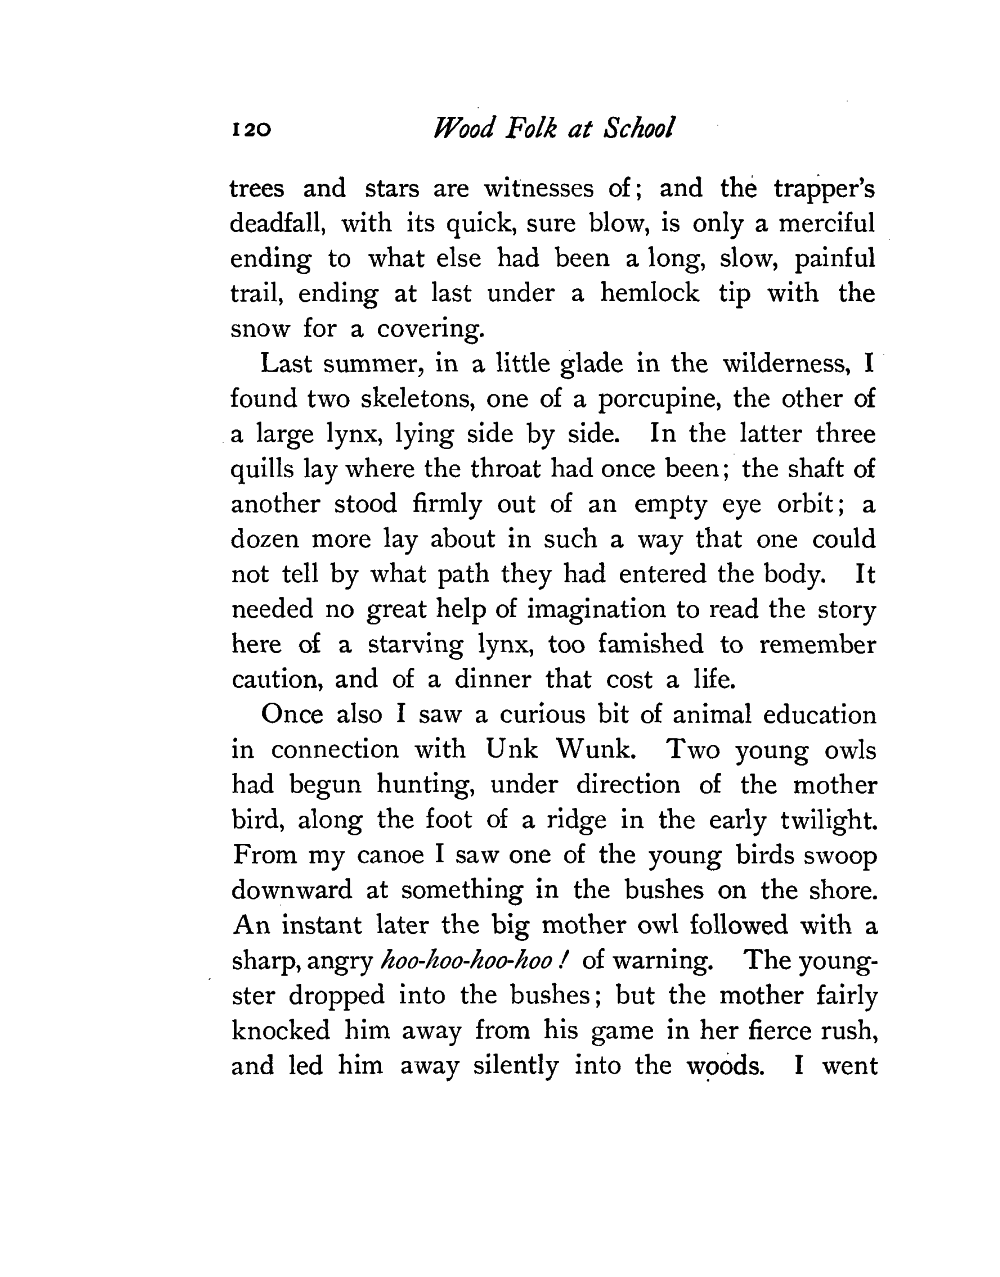 120 Wood Folk at School
trees and stars are witnesses of; and the trapper's
deadfall, with its quick, sure blow, is only a merciful
ending to what else had been a long, slow, painful
trail, ending at last under a hemlock tip with the
snow for a covering.
Last summer, in a little glade in the wilderness, I
found two skeletons, one of a porcupine, the other of
a large lynx, lying side by side. In the latter three
quills lay where the throat had once been; the shaft of
another stood firmly out of an empty eye orbit; a
dozen more lay about in such a way that one could
not tell by what path they had entered the body. It
needed no great help of imagination to read the story
here of a starving lynx, too famished to remember
caution, and of a dinner that cost a life.
Once also I saw a curious bit of animal education
in connection with Unk Wunk. Two young owls
had begun hunting, under direction of the mother
bird, along the foot of a ridge in the early twilight.
From my canoe I saw one of the young birds swoop
downward at something in the bushes on the shore.
An instant later the big mother owl followed with a
sharp, angry hoo-hoo-hoo-hoo! of warning. The young-
ster dropped into the bushes; but the mother fairly
knocked him away from his game in her fierce rush,
and led him away silently into the woods. I went